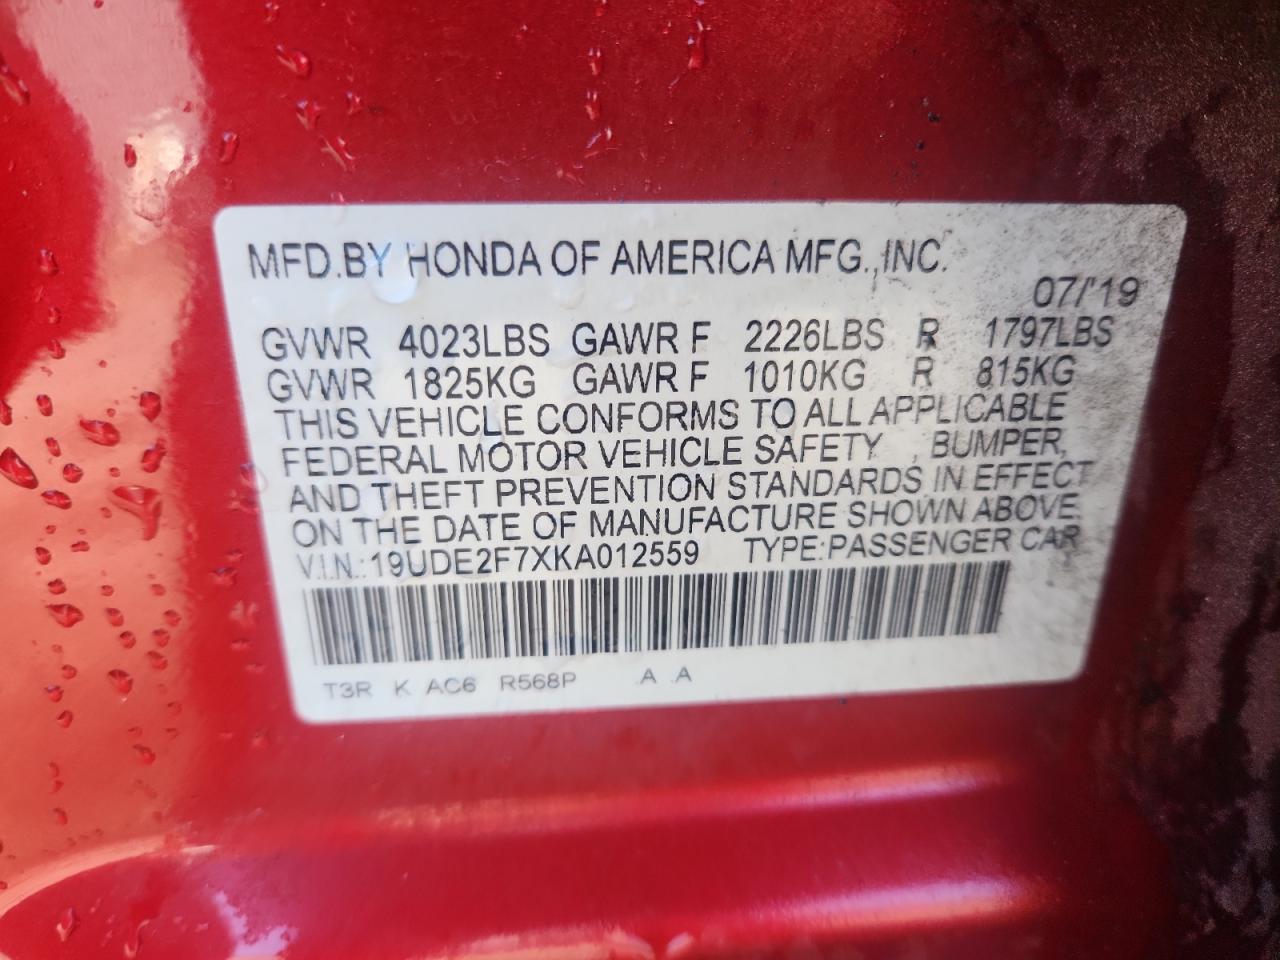 MFD.BY HONDA OF AMERICA MFG.,INC.
07/'19
GVWR 4023LBS GAWR F 2226LBS R 1797LBS
GVWR 1825KG GAWR F 1010KG R 815KG
THIS VEHICLE CONFORMS TO ALL APPLICABLE
FEDERAL MOTOR VEHICLE SAFETY , BUMPER,
AND THEFT PREVENTION STANDARDS IN EFFECT
ON THE DATE OF MANUFACTURE SHOWN ABOVE.
V.I.N.:19UDE2F7XKA012559 TYPE:PASSENGER CAR
T3R K AC6 R568P .A .A